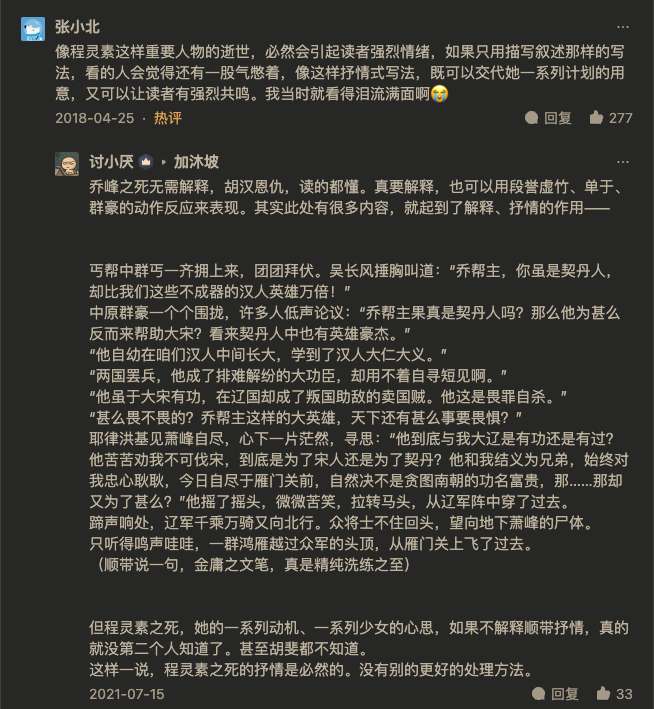 张小北
像程灵素这样重要人物的逝世，必然会引起读者强烈情绪，如果只用描写叙述那样的写
法，看的人会觉得还有一股气憋着，像这样抒情式写法，既可以交代她一系列计划的用
意，又可以让读者有强烈共鸣。我当时就看得泪流满面啊😭
2018-04-25 · 热评 回复 277
讨小厌 ▸ 加沐坡
乔峰之死无需解释，胡汉恩仇，读的都懂。真要解释，也可以用段誉虚竹、单于、
群豪的动作反应来表现。其实此处有很多内容，就起到了解释、抒情的作用——
丐帮中群丐一齐拥上来，团团拜伏。吴长风捶胸叫道：“乔帮主，你虽是契丹人，
却比我们这些不成器的汉人英雄万倍！”
中原群豪一个个围拢，许多人低声论议：“乔帮主果真是契丹人吗？那么他为甚么
反而来帮助大宋？看来契丹人中也有英雄豪杰。”
“他自幼在咱们汉人中间长大，学到了汉人大仁大义。”
“两国罢兵，他成了排难解纷的大功臣，却用不着自寻短见啊。”
“他虽于大宋有功，在辽国却成了叛国助敌的卖国贼。他这是畏罪自杀。”
“甚么畏不畏的？乔帮主这样的大英雄，天下还有甚么事要畏惧？”
耶律洪基见萧峰自尽，心下一片茫然，寻思：“他到底与我大辽是有功还是有过？
他苦苦劝我不可伐宋，到底是为了宋人还是为了契丹？他和我结义为兄弟，始终对
我忠心耿耿，今日自尽于雁门关前，自然决不是贪图南朝的功名富贵，那……那却
又为了甚么？”他摇了摇头，微微苦笑，拉转马头，从辽军阵中穿了过去。
蹄声响处，辽军千乘万骑又向北行。众将士不住回头，望向地下萧峰的尸体。
只听得鸣声哇哇，一群鸿雁越过众军的头顶，从雁门关上飞了过去。
（顺带说一句，金庸之文笔，真是精纯洗练之至）
但程灵素之死，她的一系列动机、一系列少女的心思，如果不解释顺带抒情，真的
就没第二个人知道了。甚至胡斐都不知道。
这样一说，程灵素之死的抒情是必然的。没有别的更好的处理方法。
2021-07-15 回复 33